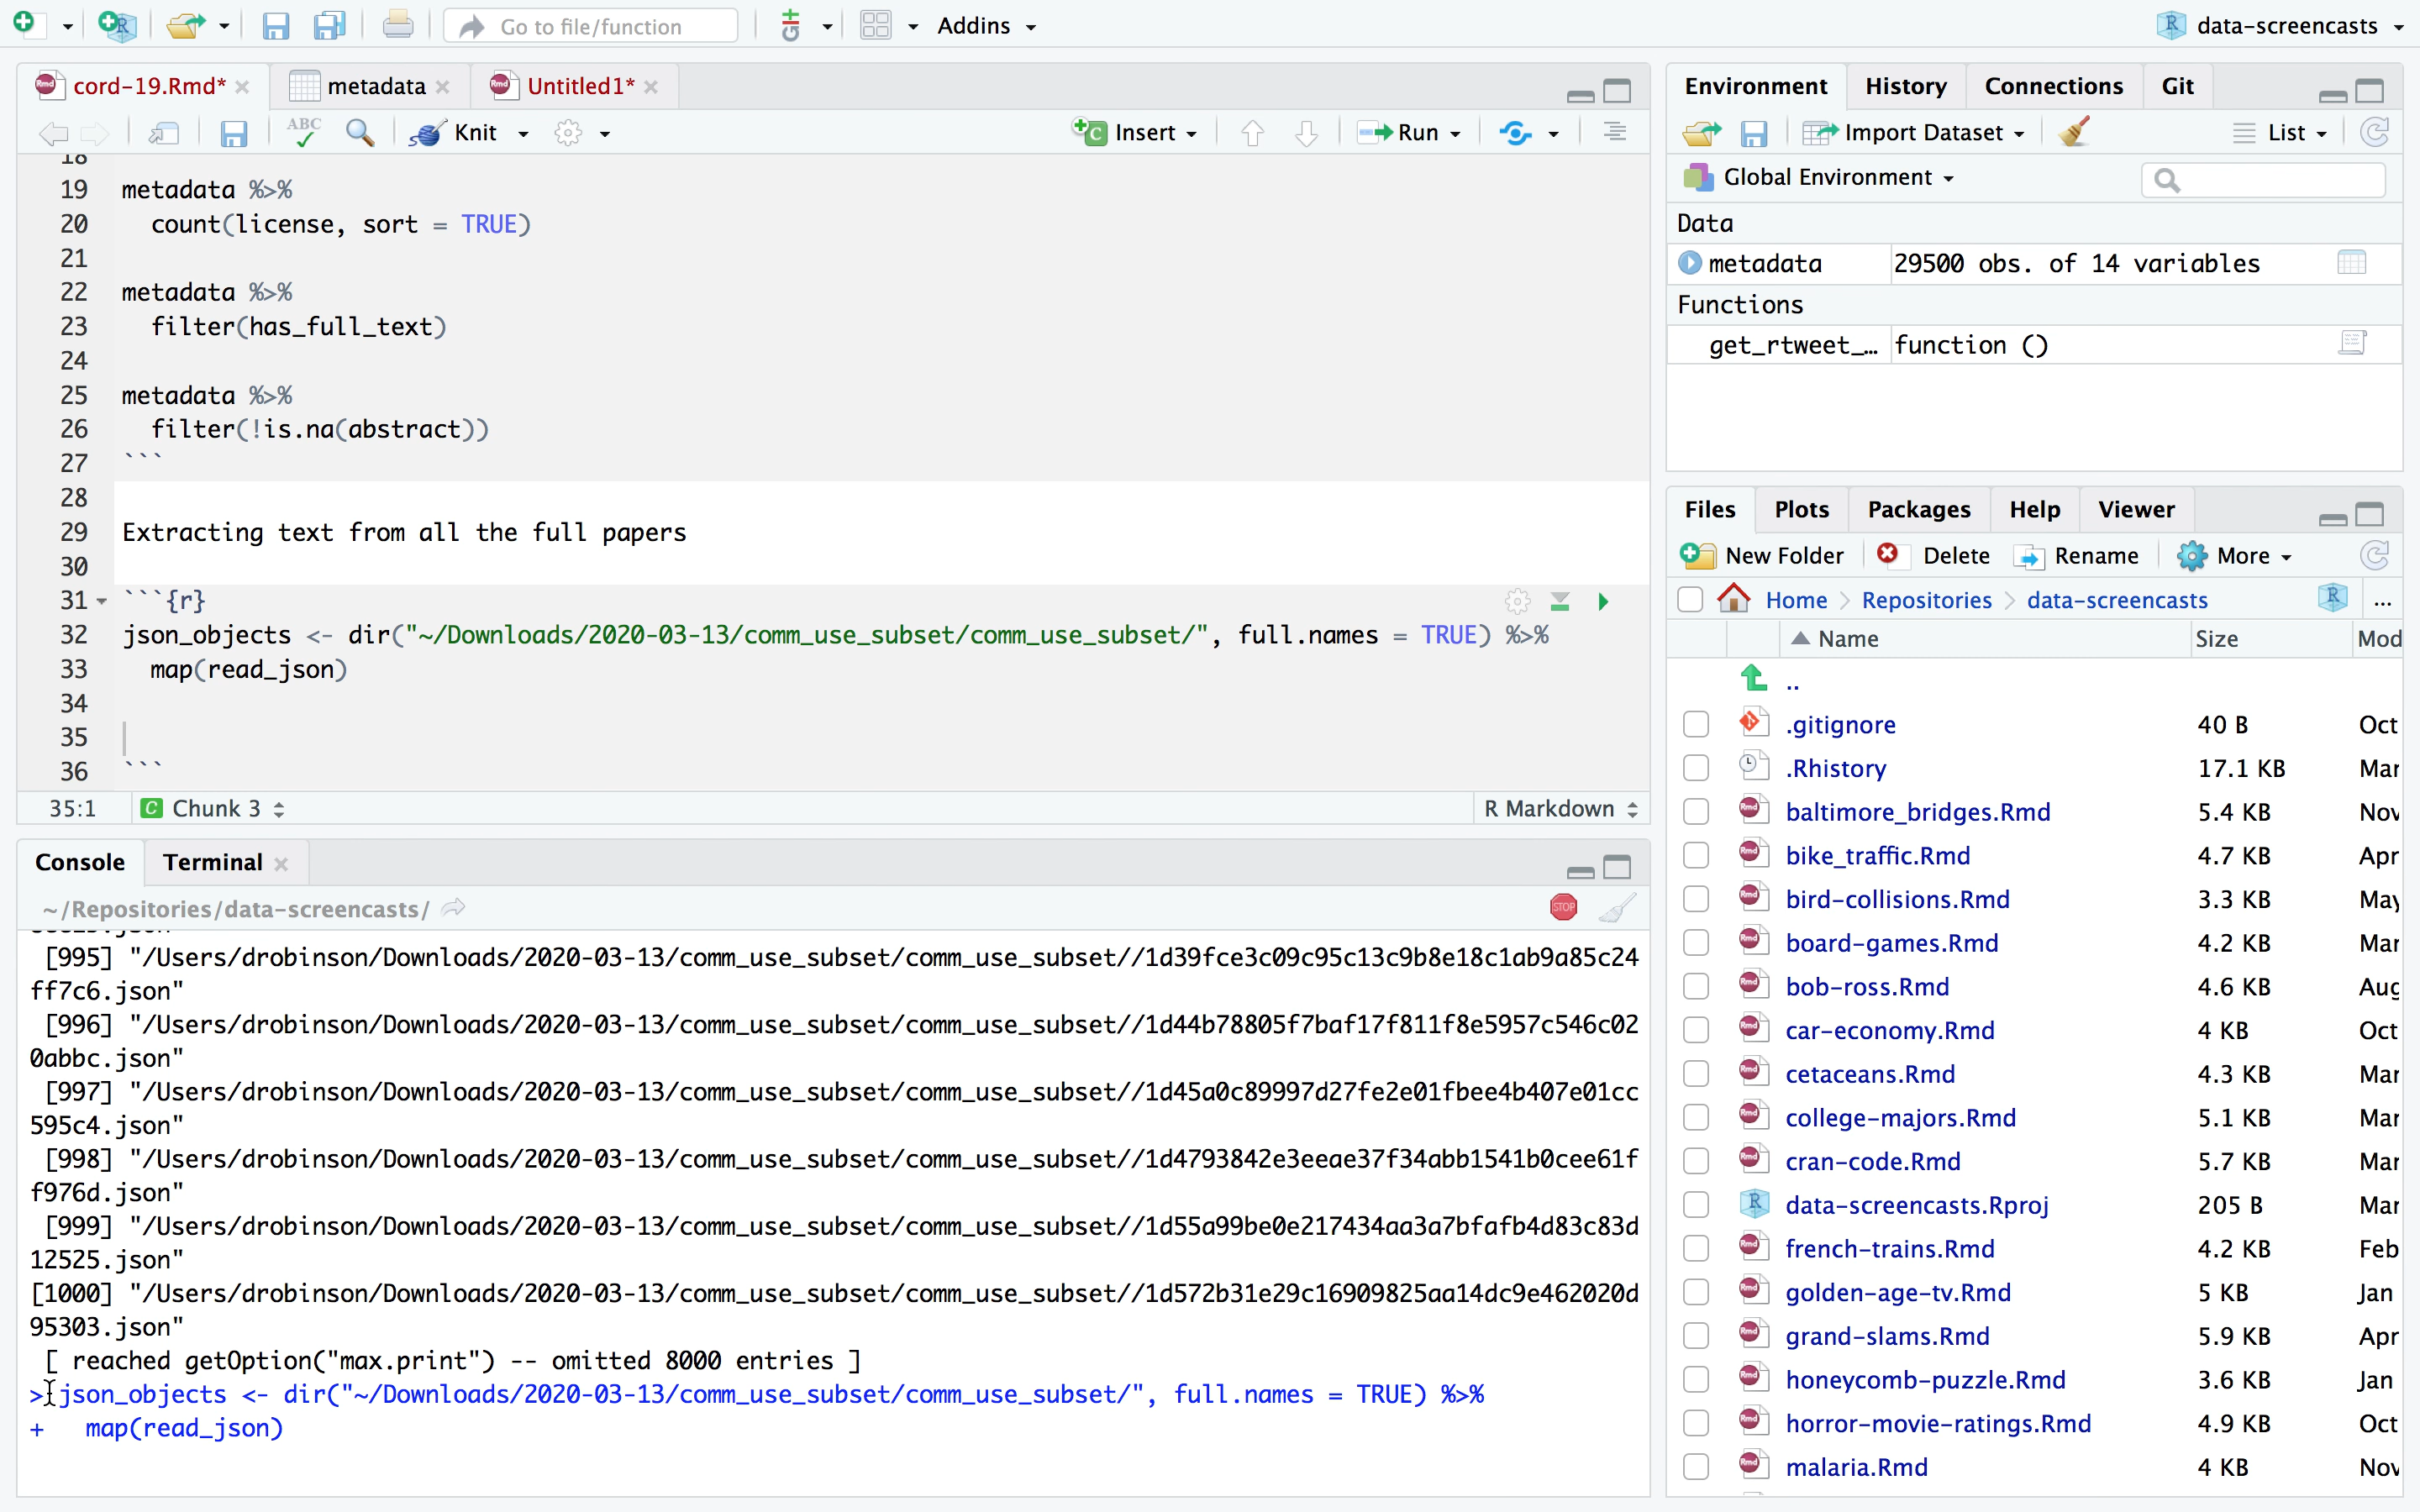 Go to file/function
Addins
data-screencasts
cord-19.Rmd*
metadata
Untitled1*
ABC
Knit
Insert
Run
18
19 metadata %>%
20   count(license, sort = TRUE)
21
22 metadata %>%
23   filter(has_full_text)
24
25 metadata %>%
26   filter(!is.na(abstract))
27 ```
28
29 Extracting text from all the full papers
30
31 ```{r}
32 json_objects <- dir("~/Downloads/2020-03-13/comm_use_subset/comm_use_subset/", full.names = TRUE) %>%
33   map(read_json)
34
35
36 ```
35:1 C Chunk 3 R Markdown
Console Terminal
~/Repositories/data-screencasts/
STOP
[995] "/Users/drobinson/Downloads/2020-03-13/comm_use_subset/comm_use_subset//1d39fce3c09c95c13c9b8e18c1ab9a85c24
ff7c6.json"
[996] "/Users/drobinson/Downloads/2020-03-13/comm_use_subset/comm_use_subset//1d44b78805f7baf17f811f8e5957c546c02
0abbc.json"
[997] "/Users/drobinson/Downloads/2020-03-13/comm_use_subset/comm_use_subset//1d45a0c89997d27fe2e01fbee4b407e01cc
595c4.json"
[998] "/Users/drobinson/Downloads/2020-03-13/comm_use_subset/comm_use_subset//1d4793842e3eeae37f34abb1541b0cee61f
f976d.json"
[999] "/Users/drobinson/Downloads/2020-03-13/comm_use_subset/comm_use_subset//1d55a99be0e217434aa3a7bfafb4d83c83d
12525.json"
[1000] "/Users/drobinson/Downloads/2020-03-13/comm_use_subset/comm_use_subset//1d572b31e29c16909825aa14dc9e462020d
95303.json"
[ reached getOption("max.print") -- omitted 8000 entries ]
> json_objects <- dir("~/Downloads/2020-03-13/comm_use_subset/comm_use_subset/", full.names = TRUE) %>%
+   map(read_json)
Environment History Connections Git
Import Dataset
List
Global Environment
Data
metadata 29500 obs. of 14 variables
Functions
get_rtweet_… function ()
Files Plots Packages Help Viewer
New Folder Delete Rename More
Home Repositories data-screencasts ...
Name Size Mod
..
.gitignore 40 B Oct
.Rhistory 17.1 KB Mar
baltimore_bridges.Rmd 5.4 KB Nov
bike_traffic.Rmd 4.7 KB Apr
bird-collisions.Rmd 3.3 KB May
board-games.Rmd 4.2 KB Mar
bob-ross.Rmd 4.6 KB Aug
car-economy.Rmd 4 KB Oct
cetaceans.Rmd 4.3 KB Mar
college-majors.Rmd 5.1 KB Mar
cran-code.Rmd 5.7 KB Mar
data-screencasts.Rproj 205 B Mar
french-trains.Rmd 4.2 KB Feb
golden-age-tv.Rmd 5 KB Jan
grand-slams.Rmd 5.9 KB Apr
honeycomb-puzzle.Rmd 3.6 KB Jan
horror-movie-ratings.Rmd 4.9 KB Oct
malaria.Rmd 4 KB Nov